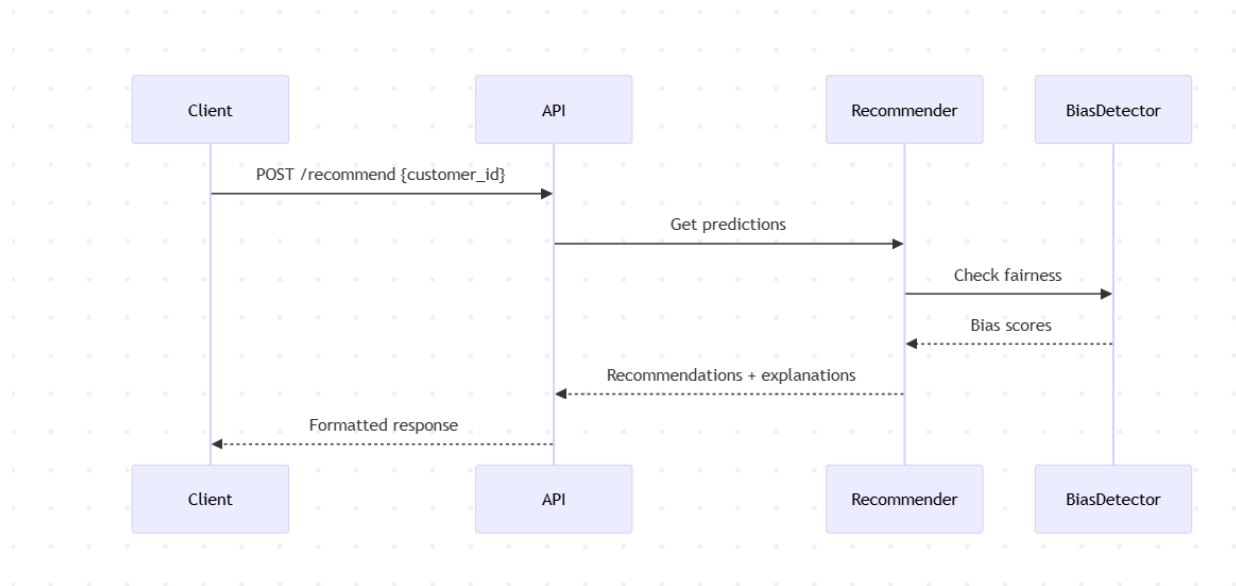 Client
API
Recommender
BiasDetector
POST /recommend {customer_id}
Get predictions
Check fairness
Bias scores
Recommendations + explanations
Formatted response
Client
API
Recommender
BiasDetector